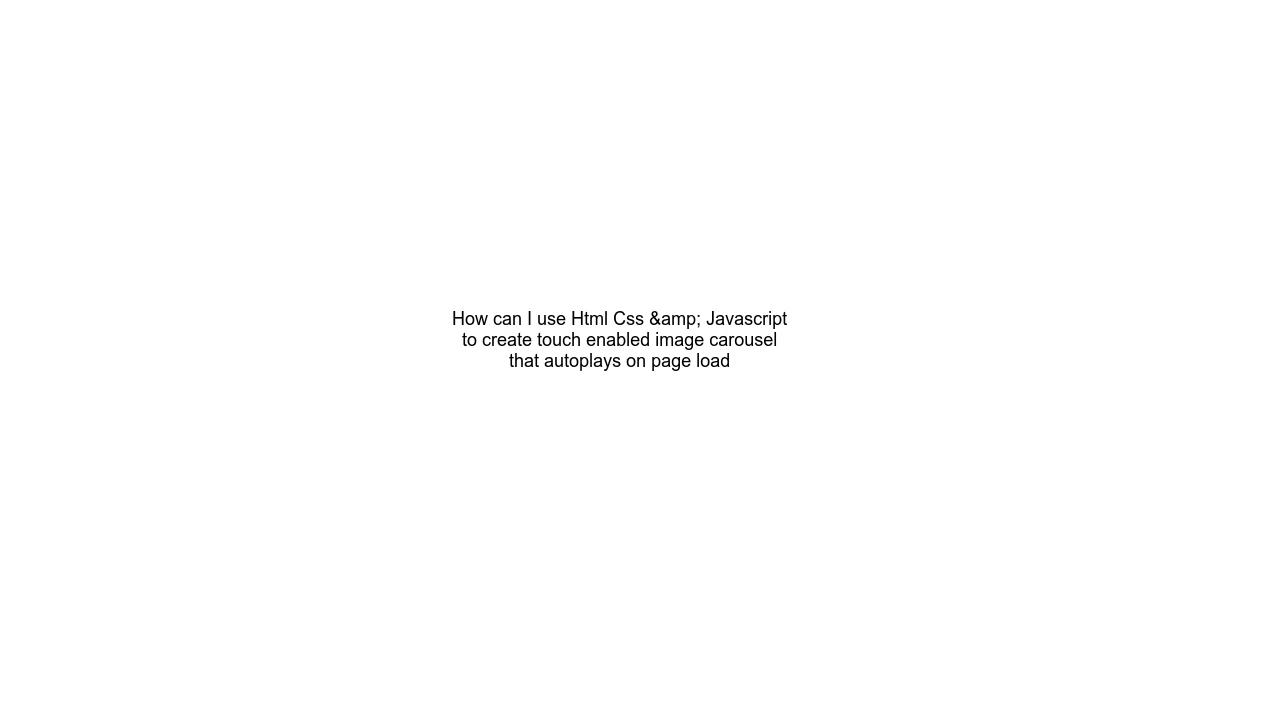 How can I use Html Css &amp; Javascript
to create touch enabled image carousel
that autoplays on page load